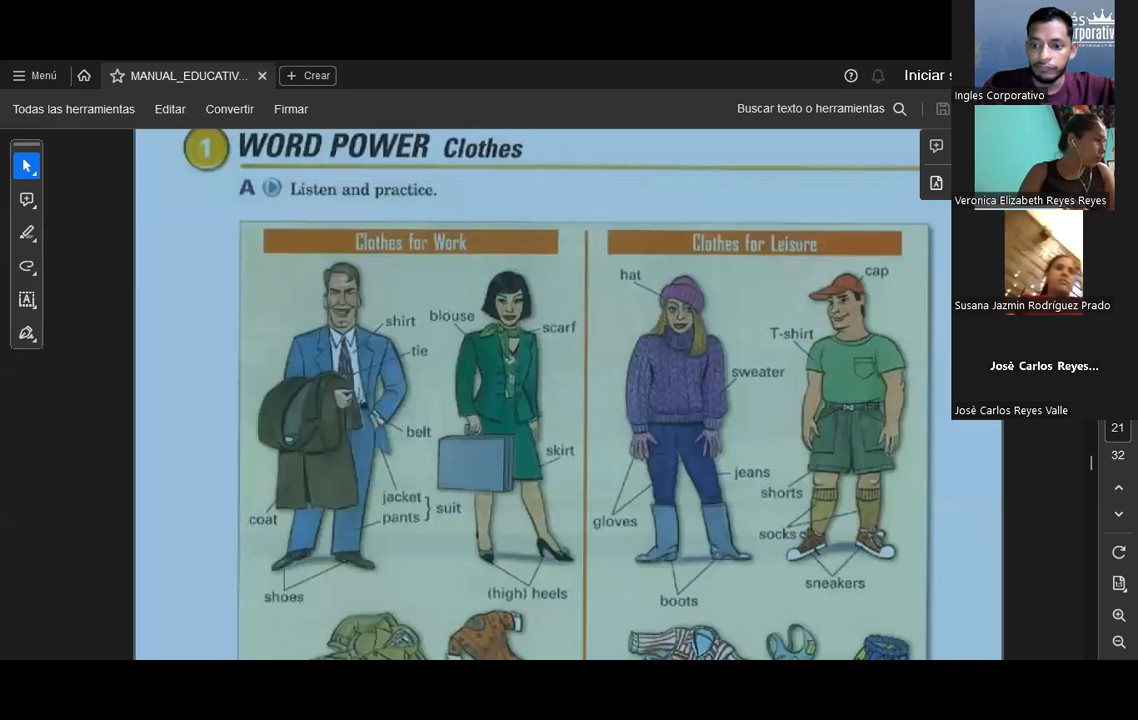 Menú
MANUAL_EDUCATIV...
Crear
Iniciar s
Todas las herramientas
Editar
Convertir
Firmar
Buscar texto o herramientas
1 WORD POWER Clothes
A Listen and practice.
Clothes for Work
Clothes for Leisure
shirt
blouse
scarf
tie
belt
skirt
jacket
pants
suit
coat
shoes
(high) heels
hat
cap
T-shirt
sweater
jeans
shorts
gloves
socks
sneakers
boots
és
orporativo
Ingles Corporativo
Veronica Elizabeth Reyes Reyes
Susana Jazmin Rodríguez Prado
Josè Carlos Reyes...
Josè Carlos Reyes Valle
21
32